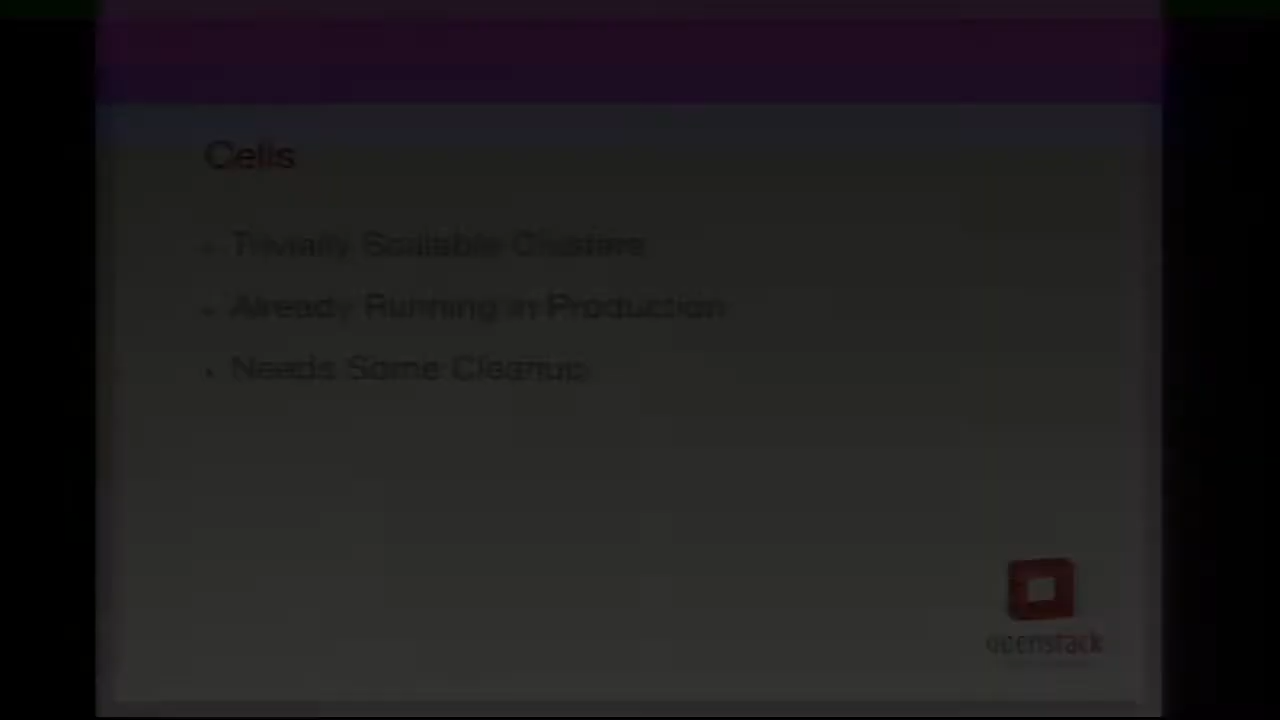 Cells
Trivially Scalable Clusters
Already Running in Production
Needs Some Cleanup
openstack